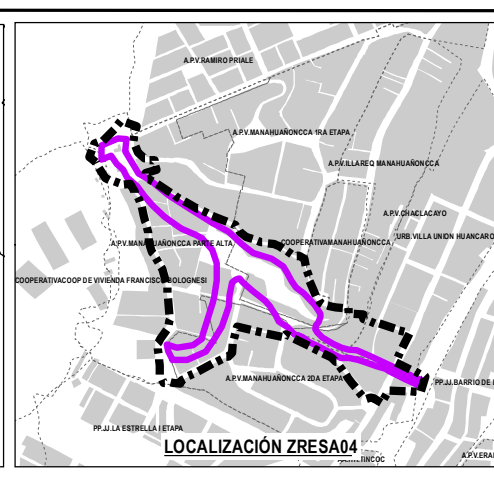 A.P.V.RAMIRO PRIALE
A.P.V.MANAHUAÑONCCA 1RA ETAPA
A.P.VILLAREQ MANAHUAÑONCCA
A.P.V.CHACLACAYO
URB.VILLA UNION HUANCARO
A.P.V.MANAHUAÑONCCA PARTE ALTA
COOPERATIVAMANAHUAÑONCCA
COOPERATIVACOOP DE VIVIENDA FRANCISCO BOLOGNESI
A.P.V.MANAHUAÑONCCA 2DA ETAPA
PP.JJ.BARRIO DE
PP.JJ.LA ESTRELLA I ETAPA
LOCALIZACIÓN ZRESA04
A.P.V.ERA